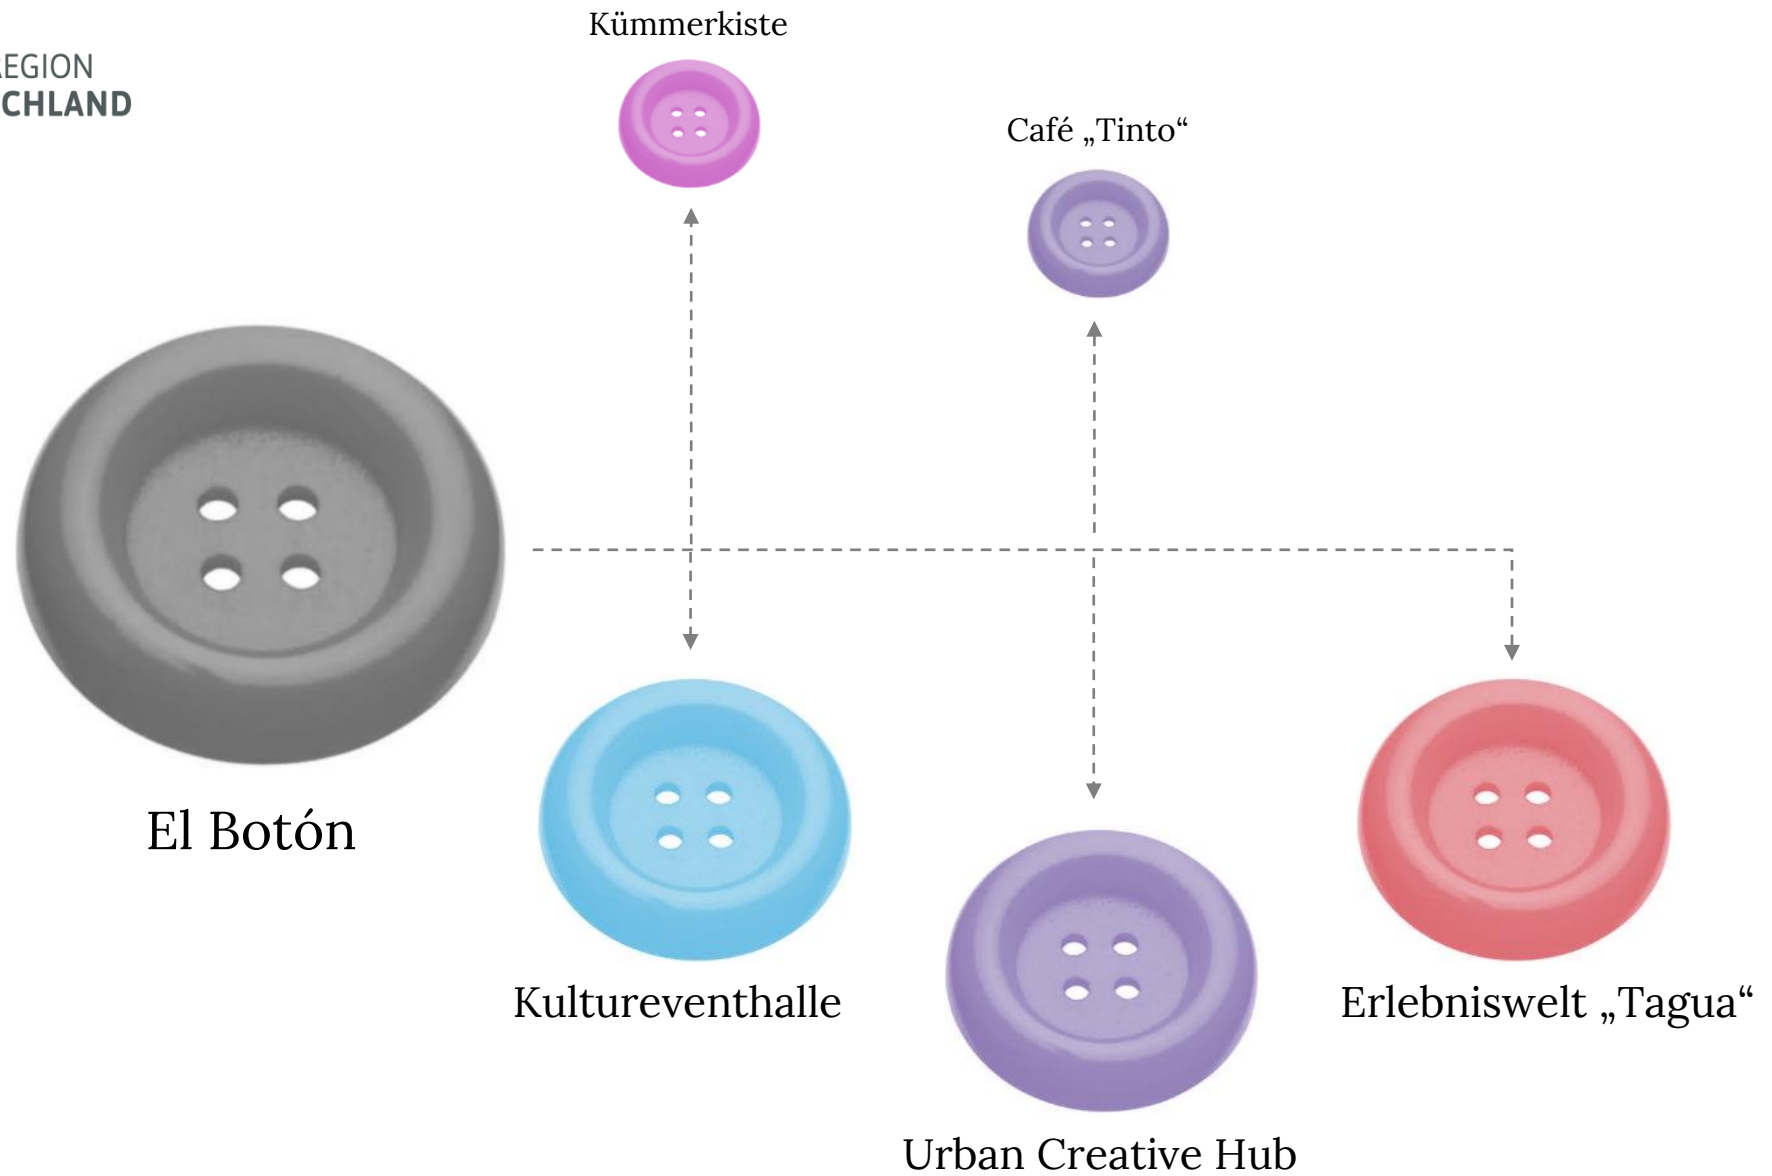 Kümmerkiste
EGION
CHLAND
Café „Tinto“
El Botón
Kultureventhalle
Erlebniswelt „Tagua“
Urban Creative Hub